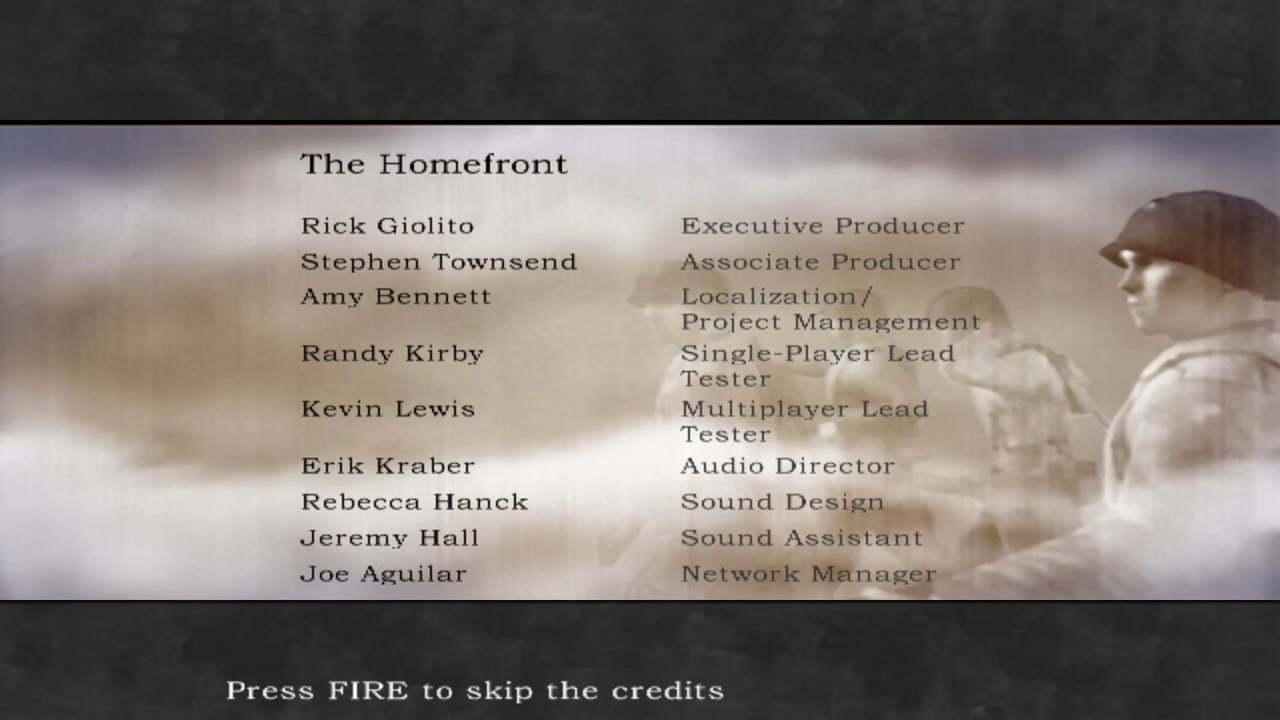 The Homefront
Rick Giolito Executive Producer
Stephen Townsend Associate Producer
Amy Bennett Localization/
Project Management
Randy Kirby Single-Player Lead
Tester
Kevin Lewis Multiplayer Lead
Tester
Erik Kraber Audio Director
Rebecca Hanck Sound Design
Jeremy Hall Sound Assistant
Joe Aguilar Network Manager
Press FIRE to skip the credits